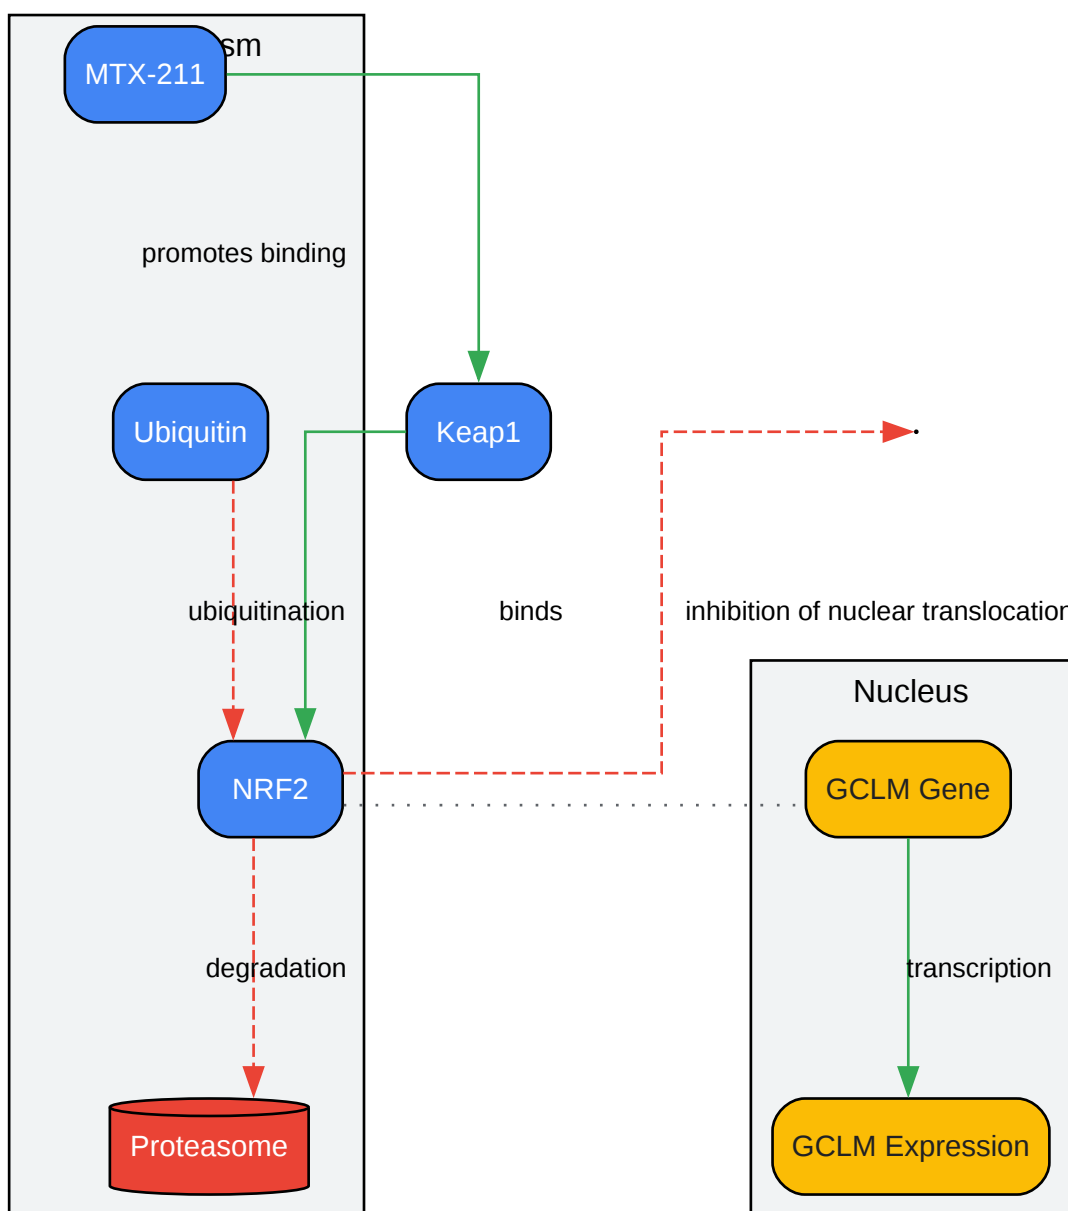 sm
MTX-211
promotes binding
Ubiquitin
Keap1
ubiquitination
binds
inhibition of nuclear translocation
Nucleus
NRF2
GCLM Gene
degradation
transcription
Proteasome
GCLM Expression